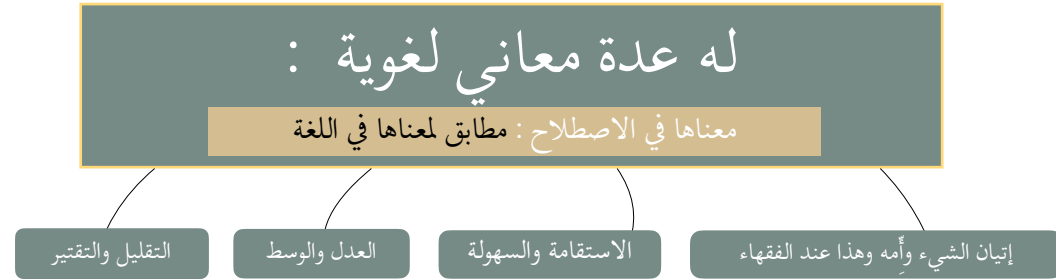 له عدة معاني لغوية :
معناها في الاصطلاح : مطابق لمعناها في اللغة
إتيان الشيء وأَمِّه وهذا عند الفقهاء
الاستقامة والسهولة
العدل والوسط
التقليل والتقتير